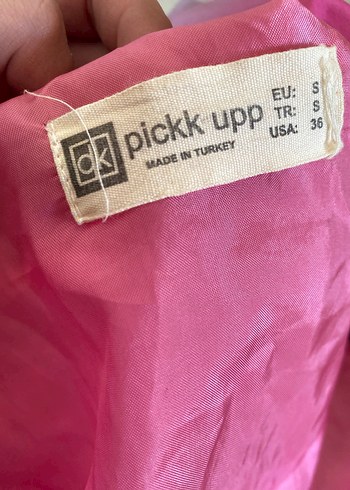 pk
pickk upp
MADE IN TURKEY
EU: S
TR: S
USA: 36